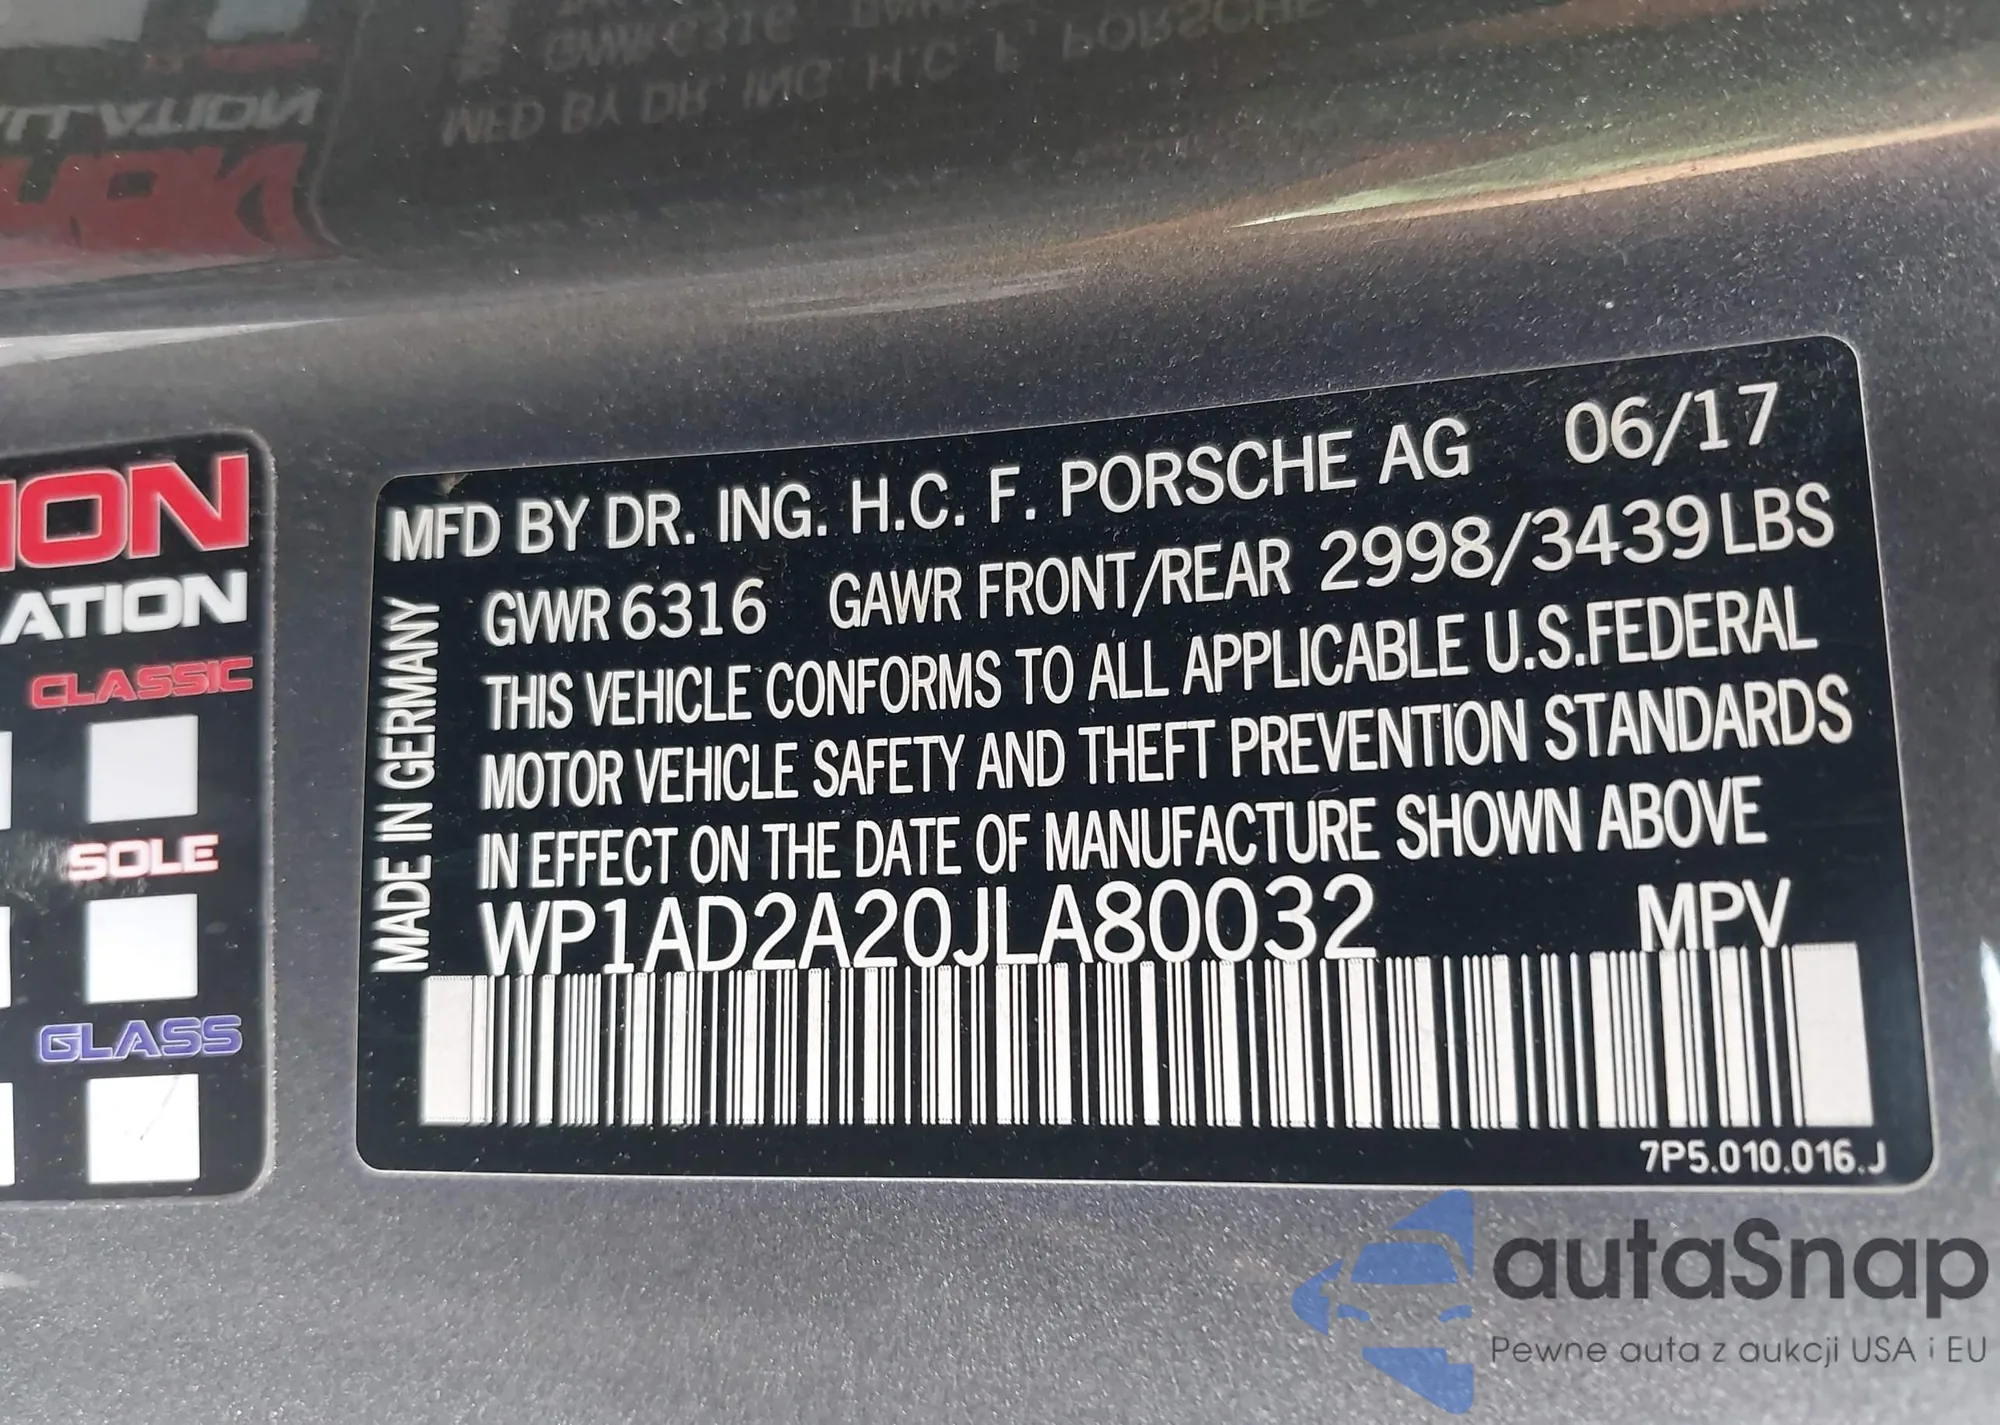 ION
ATION
CLASSIC
SOLE
GLASS
MFD BY DR. ING. H.C. F. PORSCHE AG 06/17
GVWR 6316 GAWR FRONT/REAR 2998/3439LBS
THIS VEHICLE CONFORMS TO ALL APPLICABLE U.S.FEDERAL
MOTOR VEHICLE SAFETY AND THEFT PREVENTION STANDARDS
IN EFFECT ON THE DATE OF MANUFACTURE SHOWN ABOVE
WP1AD2A20JLA80032 MPV
MADE IN GERMANY
7P5.010.016.J
autaSnap
Pewne auta z aukcji USA i EU